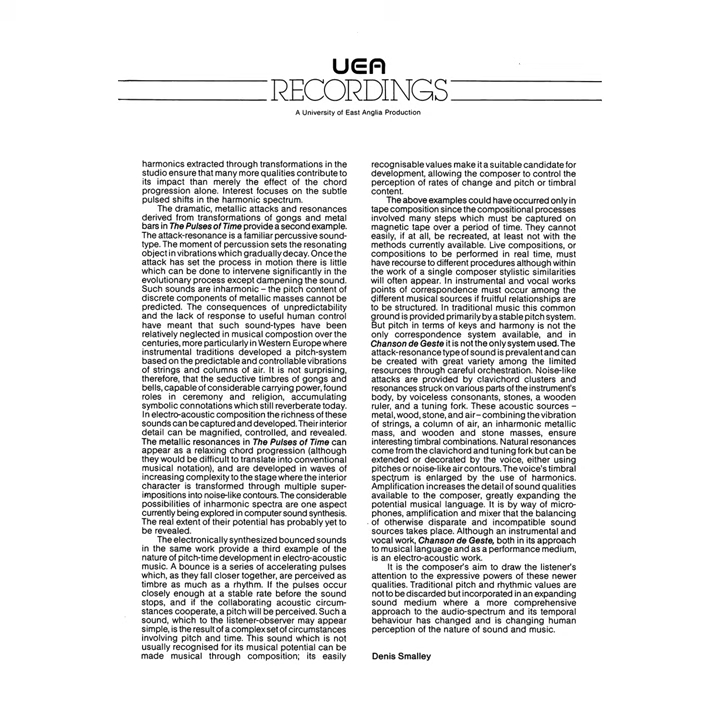 UEA
RECORDINGS
A University of East Anglia Production
harmonics extracted through transformations in the
studio ensure that many more qualities contribute to
its impact than merely the effect of the chord
progression alone. Interest focuses on the subtle
pulsed shifts in the harmonic spectrum.
The dramatic, metallic attacks and resonances
derived from transformations of gongs and metal
bars in The Pulses of Time provide a second example.
The attack-resonance is a familiar percussive sound-
type. The moment of percussion sets the resonating
object in vibrations which gradually decay. Once the
attack has set the process in motion there is little
which can be done to intervene significantly in the
evolutionary process except dampening the sound.
Such sounds are inharmonic – the pitch content of
discrete components of metallic masses cannot be
predicted. The consequences of unpredictability
and the lack of response to useful human control
have meant that such sound-types have been
relatively neglected in musical compostion over the
centuries, more particularly in Western Europe where
instrumental traditions developed a pitch-system
based on the predictable and controllable vibrations
of strings and columns of air. It is not surprising,
therefore, that the seductive timbres of gongs and
bells, capable of considerable carrying power, found
roles in ceremony and religion, accumulating
symbolic connotations which still reverberate today.
In electro-acoustic composition the richness of these
sounds can be captured and developed. Their interior
detail can be magnified, controlled, and revealed.
The metallic resonances in The Pulses of Time can
appear as a relaxing chord progression (although
they would be difficult to translate into conventional
musical notation), and are developed in waves of
increasing complexity to the stage where the interior
character is transformed through multiple super-
impositions into noise-like contours. The considerable
possibilities of inharmonic spectra are one aspect
currently being explored in computer sound synthesis.
The real extent of their potential has probably yet to
be revealed.
The electronically synthesized bounced sounds
in the same work provide a third example of the
nature of pitch-time development in electro-acoustic
music. A bounce is a series of accelerating pulses
which, as they fall closer together, are perceived as
timbre as much as a rhythm. If the pulses occur
closely enough at a stable rate before the sound
stops, and if the collaborating acoustic circum-
stances cooperate, a pitch will be perceived. Such a
sound, which to the listener-observer may appear
simple, is the result of a complex set of circumstances
involving pitch and time. This sound which is not
usually recognised for its musical potential can be
made musical through composition; its easily
recognisable values make it a suitable candidate for
development, allowing the composer to control the
perception of rates of change and pitch or timbral
content.
The above examples could have occurred only in
tape composition since the compositional processes
involved many steps which must be captured on
magnetic tape over a period of time. They cannot
easily, if at all, be recreated, at least not with the
methods currently available. Live compositions, or
compositions to be performed in real time, must
have recourse to different procedures although within
the work of a single composer stylistic similarities
will often appear. In instrumental and vocal works
points of correspondence must occur among the
different musical sources if fruitful relationships are
to be structured. In traditional music this common
ground is provided primarily by a stable pitch system.
But pitch in terms of keys and harmony is not the
only correspondence system available, and in
Chanson de Geste it is not the only system used. The
attack-resonance type of sound is prevalent and can
be created with great variety among the limited
resources through careful orchestration. Noise-like
attacks are provided by clavichord clusters and
resonances struck on various parts of the instrument's
body, by voiceless consonants, stones, a wooden
ruler, and a tuning fork. These acoustic sources –
metal, wood, stone, and air – combining the vibration
of strings, a column of air, an inharmonic metallic
mass, and wooden and stone masses, ensure
interesting timbral combinations. Natural resonances
come from the clavichord and tuning fork but can be
extended or decorated by the voice, either using
pitches or noise-like air contours. The voice's timbral
spectrum is enlarged by the use of harmonics.
Amplification increases the detail of sound qualities
available to the composer, greatly expanding the
potential musical language. It is by way of micro-
phones, amplification and mixer that the balancing
of otherwise disparate and incompatible sound
sources takes place. Although an instrumental and
vocal work, Chanson de Geste, both in its approach
to musical language and as a performance medium,
is an electro-acoustic work.
It is the composer's aim to draw the listener's
attention to the expressive powers of these newer
qualities. Traditional pitch and rhythmic values are
not to be discarded but incorporated in an expanding
sound medium where a more comprehensive
approach to the audio-spectrum and its temporal
behaviour has changed and is changing human
perception of the nature of sound and music.
Denis Smalley